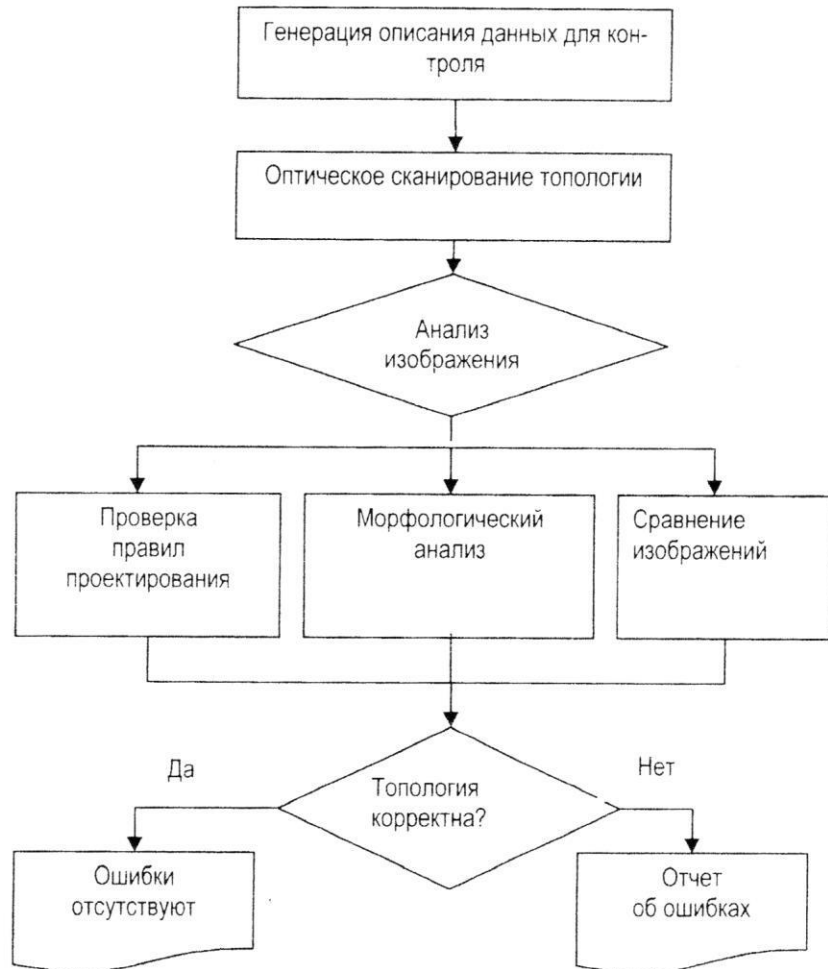 Генерация описания данных для кон-
троля
Оптическое сканирование топологии
Анализ
изображения
Проверка
правил
проектирования
Морфологический
анализ
Сравнение
изображений
Да
Нет
Топология
корректна?
Ошибки
отсутствуют
Отчет
об ошибках